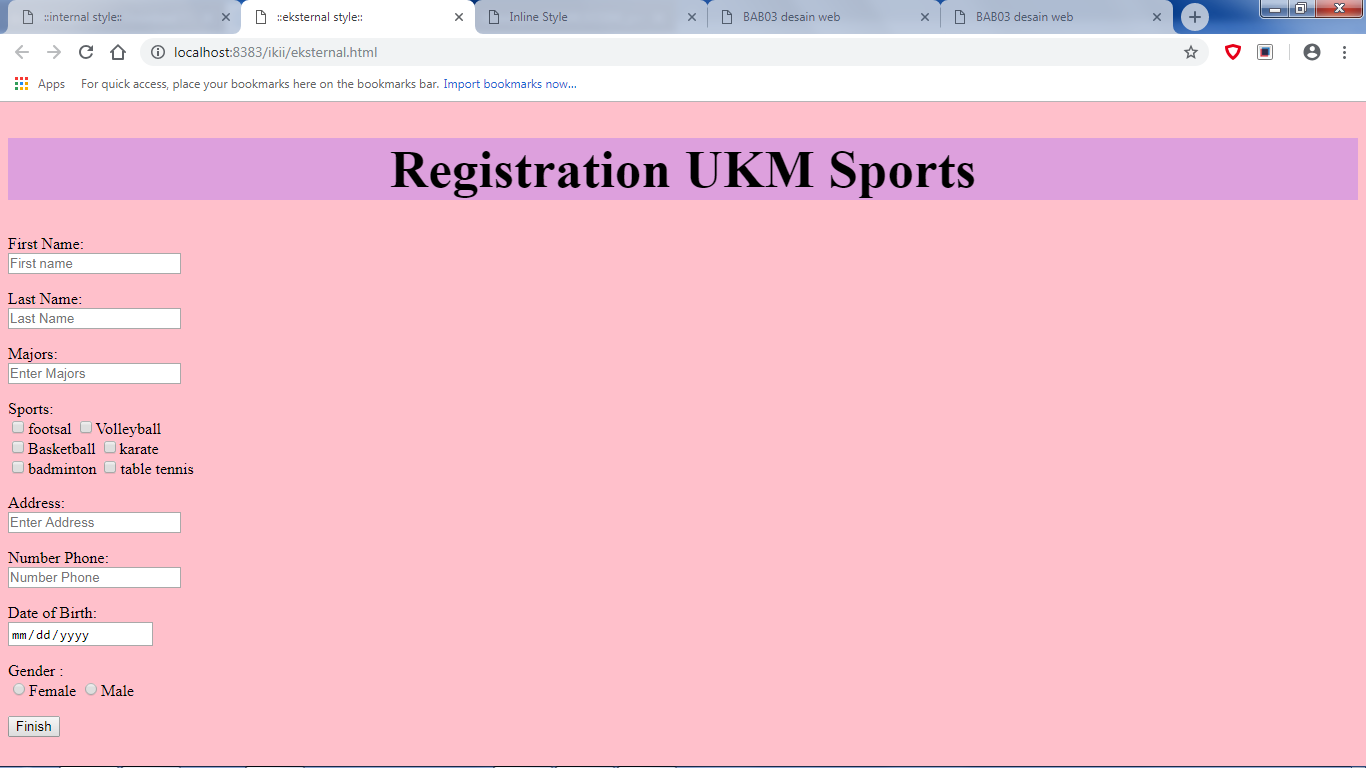 ::internal style::
::eksternal style::
Inline Style
BAB03 desain web
BAB03 desain web
localhost:8383/ikii/eksternal.html
Apps For quick access, place your bookmarks here on the bookmarks bar. Import bookmarks now...
Registration UKM Sports
First Name:
First name
Last Name:
Last Name
Majors:
Enter Majors
Sports:
footsal Volleyball
Basketball karate
badminton table tennis
Address:
Enter Address
Number Phone:
Number Phone
Date of Birth:
mm/dd/yyyy
Gender :
Female Male
Finish